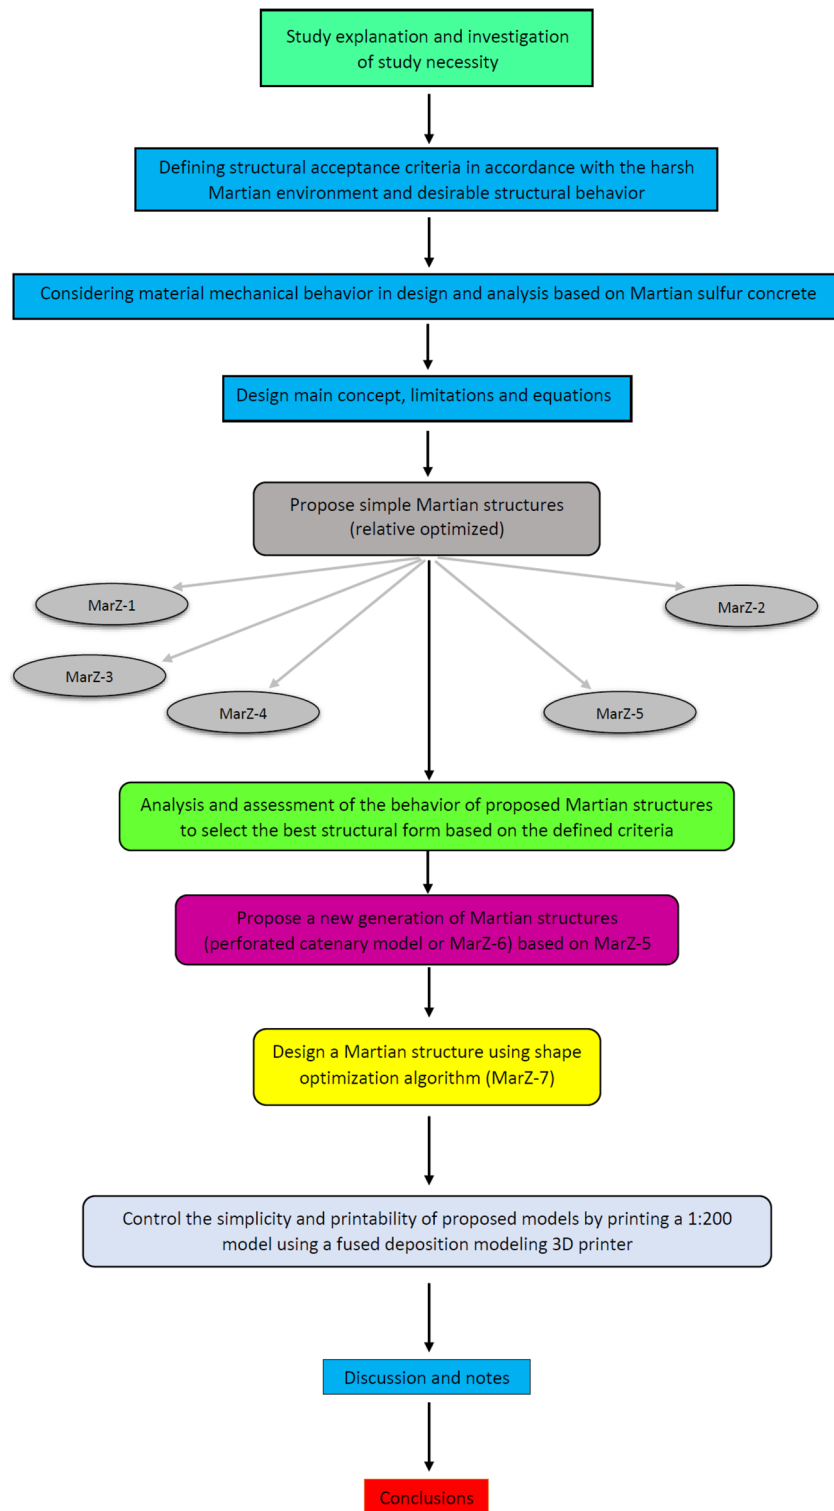 Study explanation and investigation
of study necessity
Defining structural acceptance criteria in accordance with the harsh
Martian environment and desirable structural behavior
Considering material mechanical behavior in design and analysis based on Martian sulfur concrete
Design main concept, limitations and equations
Propose simple Martian structures
(relative optimized)
MarZ-1
MarZ-2
MarZ-3
MarZ-4
MarZ-5
Analysis and assessment of the behavior of proposed Martian structures
to select the best structural form based on the defined criteria
Propose a new generation of Martian structures
(perforated catenary model or MarZ-6) based on MarZ-5
Design a Martian structure using shape
optimization algorithm (MarZ-7)
Control the simplicity and printability of proposed models by printing a 1:200
model using a fused deposition modeling 3D printer
Discussion and notes
Conclusions